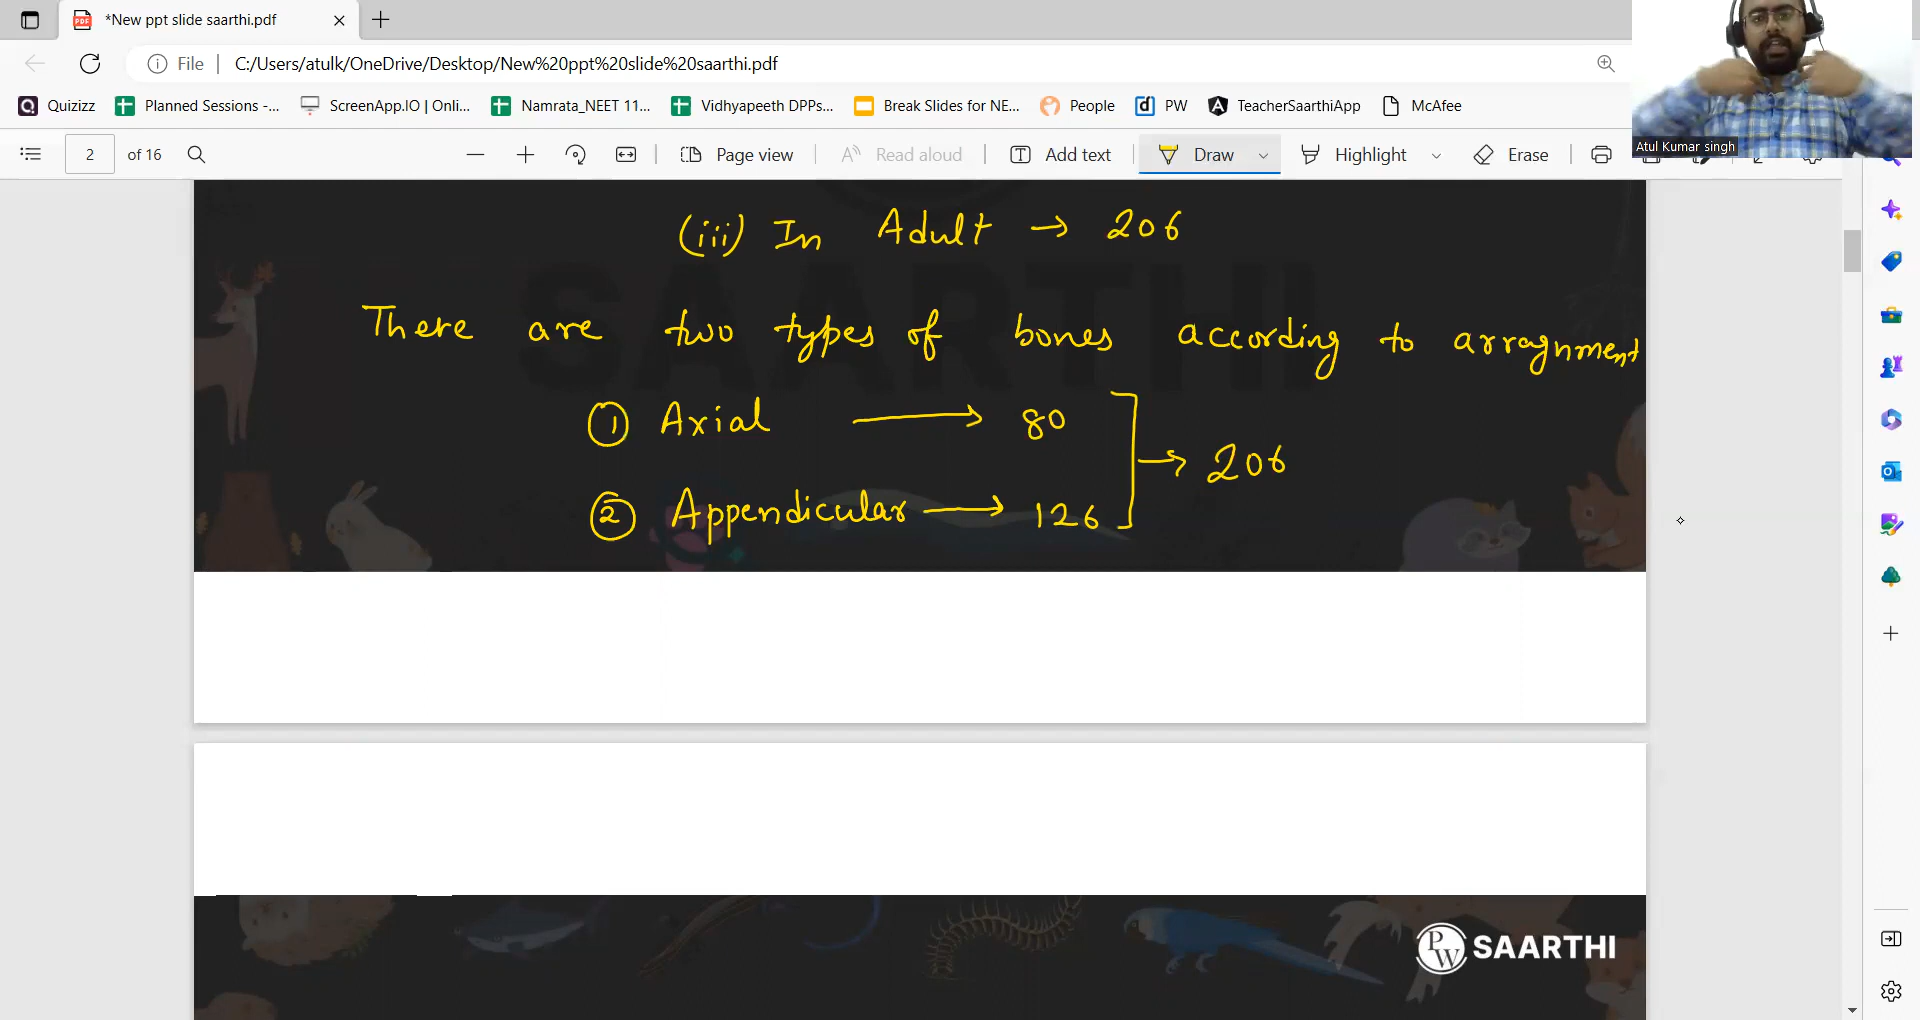 *New ppt slide saarthi.pdf
File C:/Users/atulk/OneDrive/Desktop/New%20ppt%20slide%20saarthi.pdf
Quizizz Planned Sessions -... ScreenApp.IO | Onli... Namrata_NEET 11... Vidhyapeeth DPPs... Break Slides for NE... People PW TeacherSaarthiApp McAfee
2 of 16 Page view Read aloud Add text Draw Highlight Erase
Atul Kumar singh
(iii) In Adult → 206
There are two types of bones according to arragnment
① Axial → 80
② Appendicular → 126
→ 206
SAARTHI
PW SAARTHI